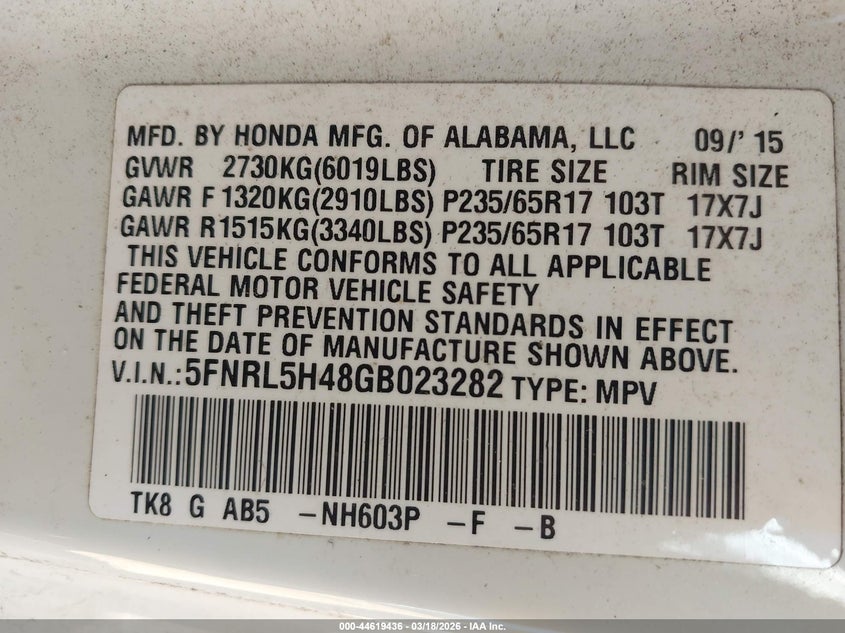 MFD. BY HONDA MFG. OF ALABAMA, LLC 09/' 15
GVWR 2730KG(6019LBS) TIRE SIZE RIM SIZE
GAWR F 1320KG(2910LBS) P235/65R17 103T 17X7J
GAWR R1515KG(3340LBS) P235/65R17 103T 17X7J
THIS VEHICLE CONFORMS TO ALL APPLICABLE
FEDERAL MOTOR VEHICLE SAFETY
AND THEFT PREVENTION STANDARDS IN EFFECT
ON THE DATE OF MANUFACTURE SHOWN ABOVE.
V.I.N.:5FNRL5H48GB023282 TYPE: MPV
TK8 G AB5 -NH603P -F -B
000-44619436 - 03/18/2026 - IAA Inc.